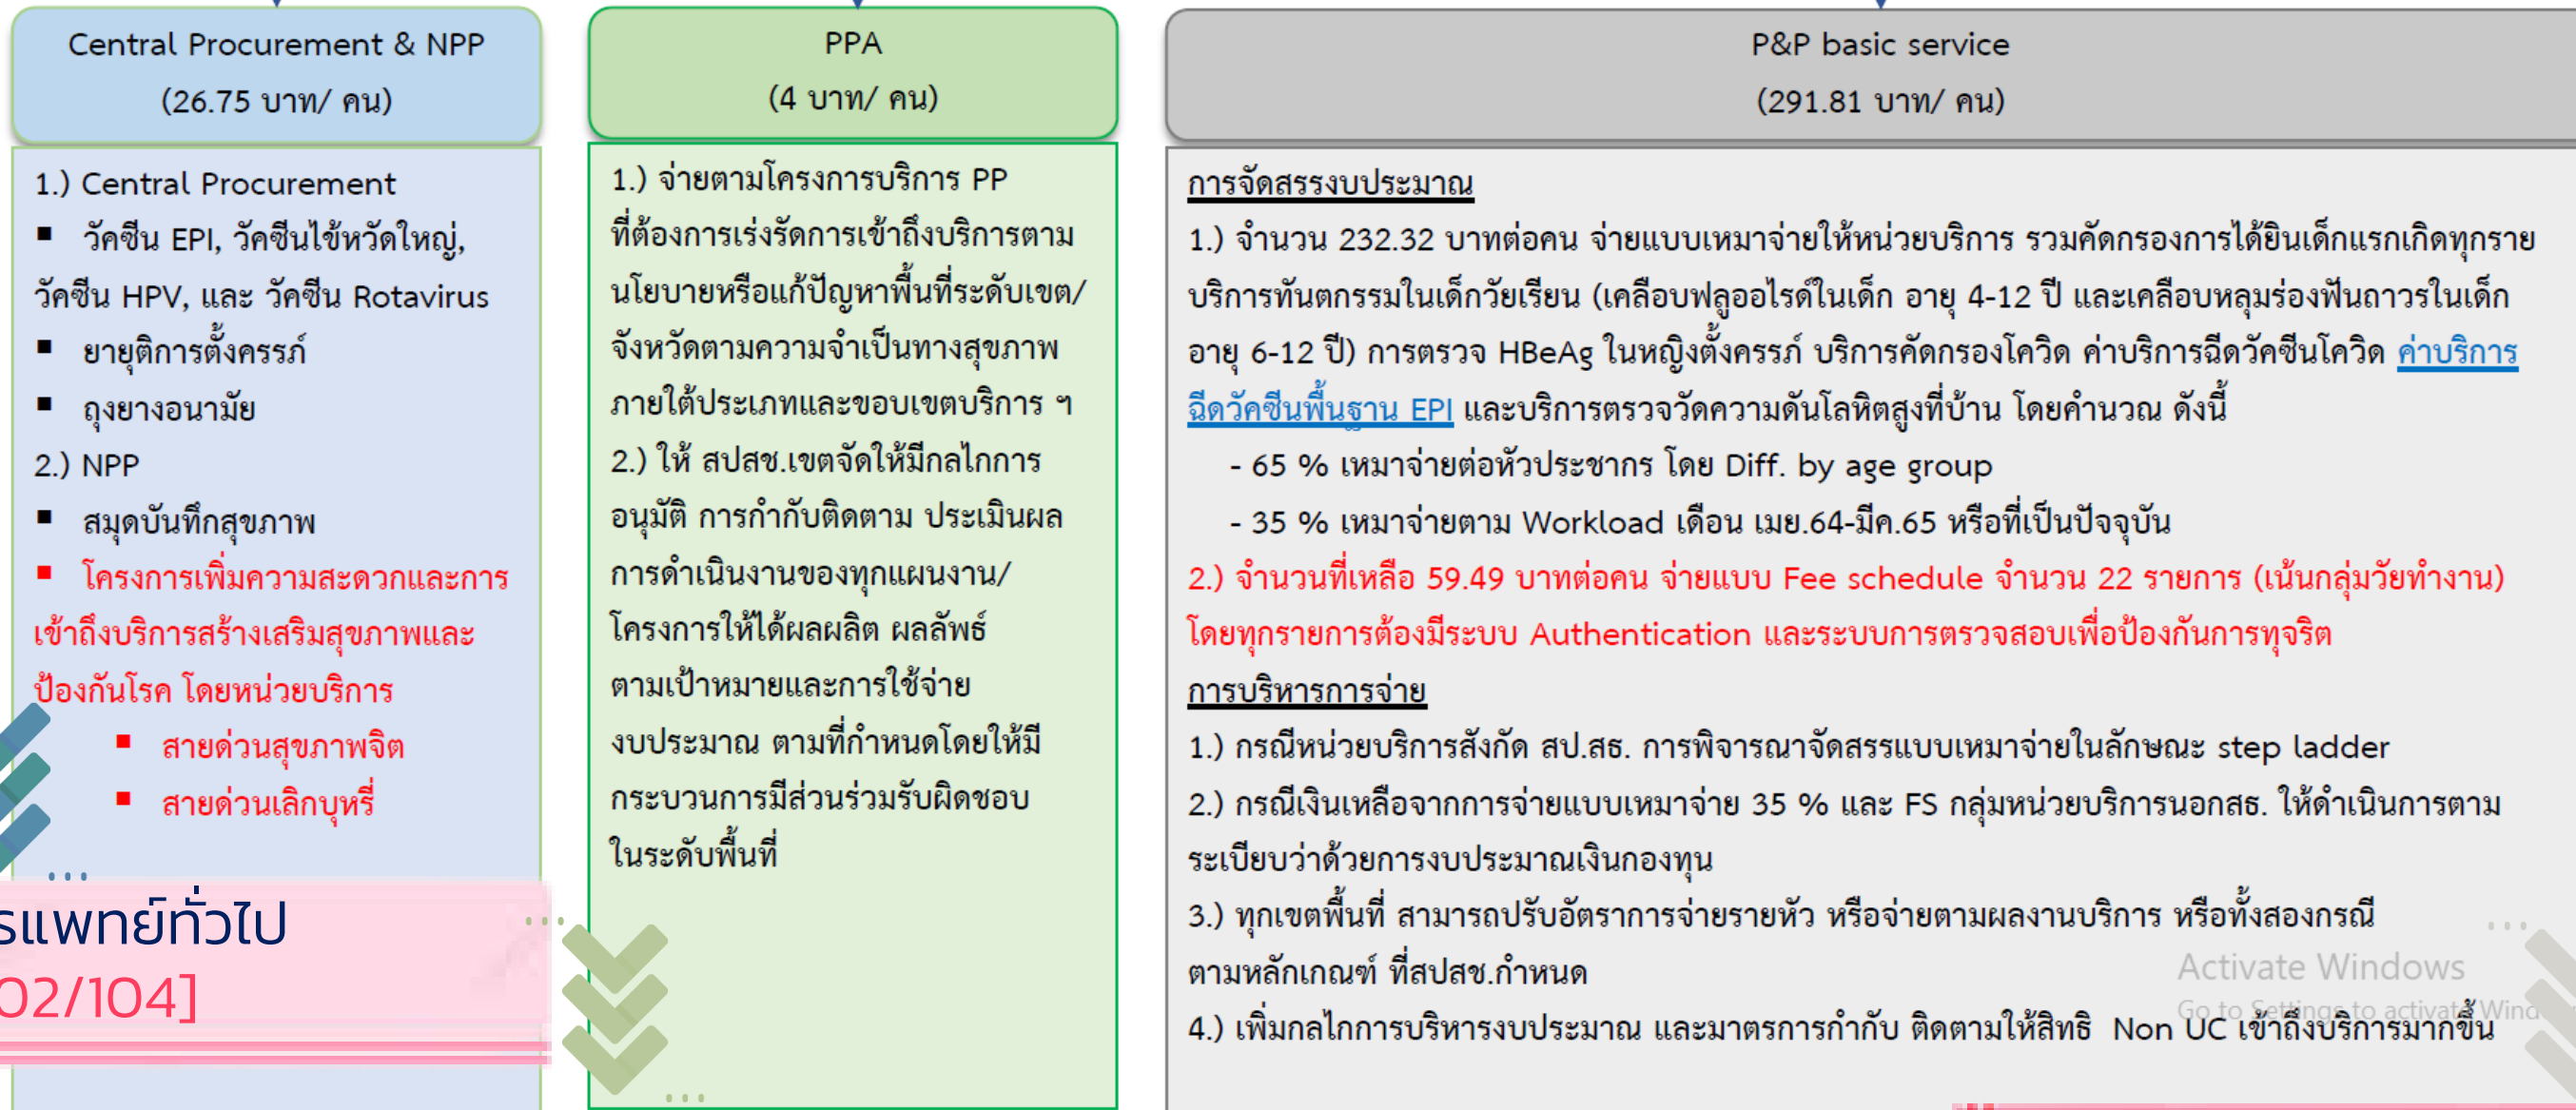 Central Procurement & NPP
(26.75 บาท/ คน)
1.) Central Procurement
▪ วัคซีน EPI, วัคซีนไข้หวัดใหญ่,
วัคซีน HPV, และ วัคซีน Rotavirus
▪ ยายุติการตั้งครรภ์
▪ ถุงยางอนามัย
2.) NPP
▪ สมุดบันทึกสุขภาพ
▪ โครงการเพิ่มความสะดวกและการ
เข้าถึงบริการสร้างเสริมสุขภาพและ
ป้องกันโรค โดยหน่วยบริการ
▪ สายด่วนสุขภาพจิต
▪ สายด่วนเลิกบุหรี่
รแพทย์ทั่วไป
02/104]
PPA
(4 บาท/ คน)
1.) จ่ายตามโครงการบริการ PP
ที่ต้องการเร่งรัดการเข้าถึงบริการตาม
นโยบายหรือแก้ปัญหาพื้นที่ระดับเขต/
จังหวัดตามความจำเป็นทางสุขภาพ
ภายใต้ประเภทและขอบเขตบริการ ฯ
2.) ให้ สปสช.เขตจัดให้มีกลไกการ
อนุมัติ การกำกับติดตาม ประเมินผล
การดำเนินงานของทุกแผนงาน/
โครงการให้ได้ผลผลิต ผลลัพธ์
ตามเป้าหมายและการใช้จ่าย
งบประมาณ ตามที่กำหนดโดยให้มี
กระบวนการมีส่วนร่วมรับผิดชอบ
ในระดับพื้นที่
P&P basic service
(291.81 บาท/ คน)
การจัดสรรงบประมาณ
1.) จำนวน 232.32 บาทต่อคน จ่ายแบบเหมาจ่ายให้หน่วยบริการ รวมคัดกรองการได้ยินเด็กแรกเกิดทุกราย
บริการทันตกรรมในเด็กวัยเรียน (เคลือบฟลูออไรด์ในเด็ก อายุ 4-12 ปี และเคลือบหลุมร่องฟันถาวรในเด็ก
อายุ 6-12 ปี) การตรวจ HBeAg ในหญิงตั้งครรภ์ บริการคัดกรองโควิด ค่าบริการฉีดวัคซีนโควิด ค่าบริการ
ฉีดวัคซีนพื้นฐาน EPI และบริการตรวจวัดความดันโลหิตสูงที่บ้าน โดยคำนวณ ดังนี้
- 65 % เหมาจ่ายต่อหัวประชากร โดย Diff. by age group
- 35 % เหมาจ่ายตาม Workload เดือน เมย.64-มีค.65 หรือที่เป็นปัจจุบัน
2.) จำนวนที่เหลือ 59.49 บาทต่อคน จ่ายแบบ Fee schedule จำนวน 22 รายการ (เน้นกลุ่มวัยทำงาน)
โดยทุกรายการต้องมีระบบ Authentication และระบบการตรวจสอบเพื่อป้องกันการทุจริต
การบริหารการจ่าย
1.) กรณีหน่วยบริการสังกัด สป.สธ. การพิจารณาจัดสรรแบบเหมาจ่ายในลักษณะ step ladder
2.) กรณีเงินเหลือจากการจ่ายแบบเหมาจ่าย 35 % และ FS กลุ่มหน่วยบริการนอกสธ. ให้ดำเนินการตาม
ระเบียบว่าด้วยการงบประมาณเงินกองทุน
3.) ทุกเขตพื้นที่ สามารถปรับอัตราการจ่ายรายหัว หรือจ่ายตามผลงานบริการ หรือทั้งสองกรณี
ตามหลักเกณฑ์ ที่สปสช.กำหนด
4.) เพิ่มกลไกการบริหารงบประมาณ และมาตรการกำกับ ติดตามให้สิทธิ Non UC เข้าถึงบริการมากขึ้น
Activate Windows
Go to Settings to activate Wind